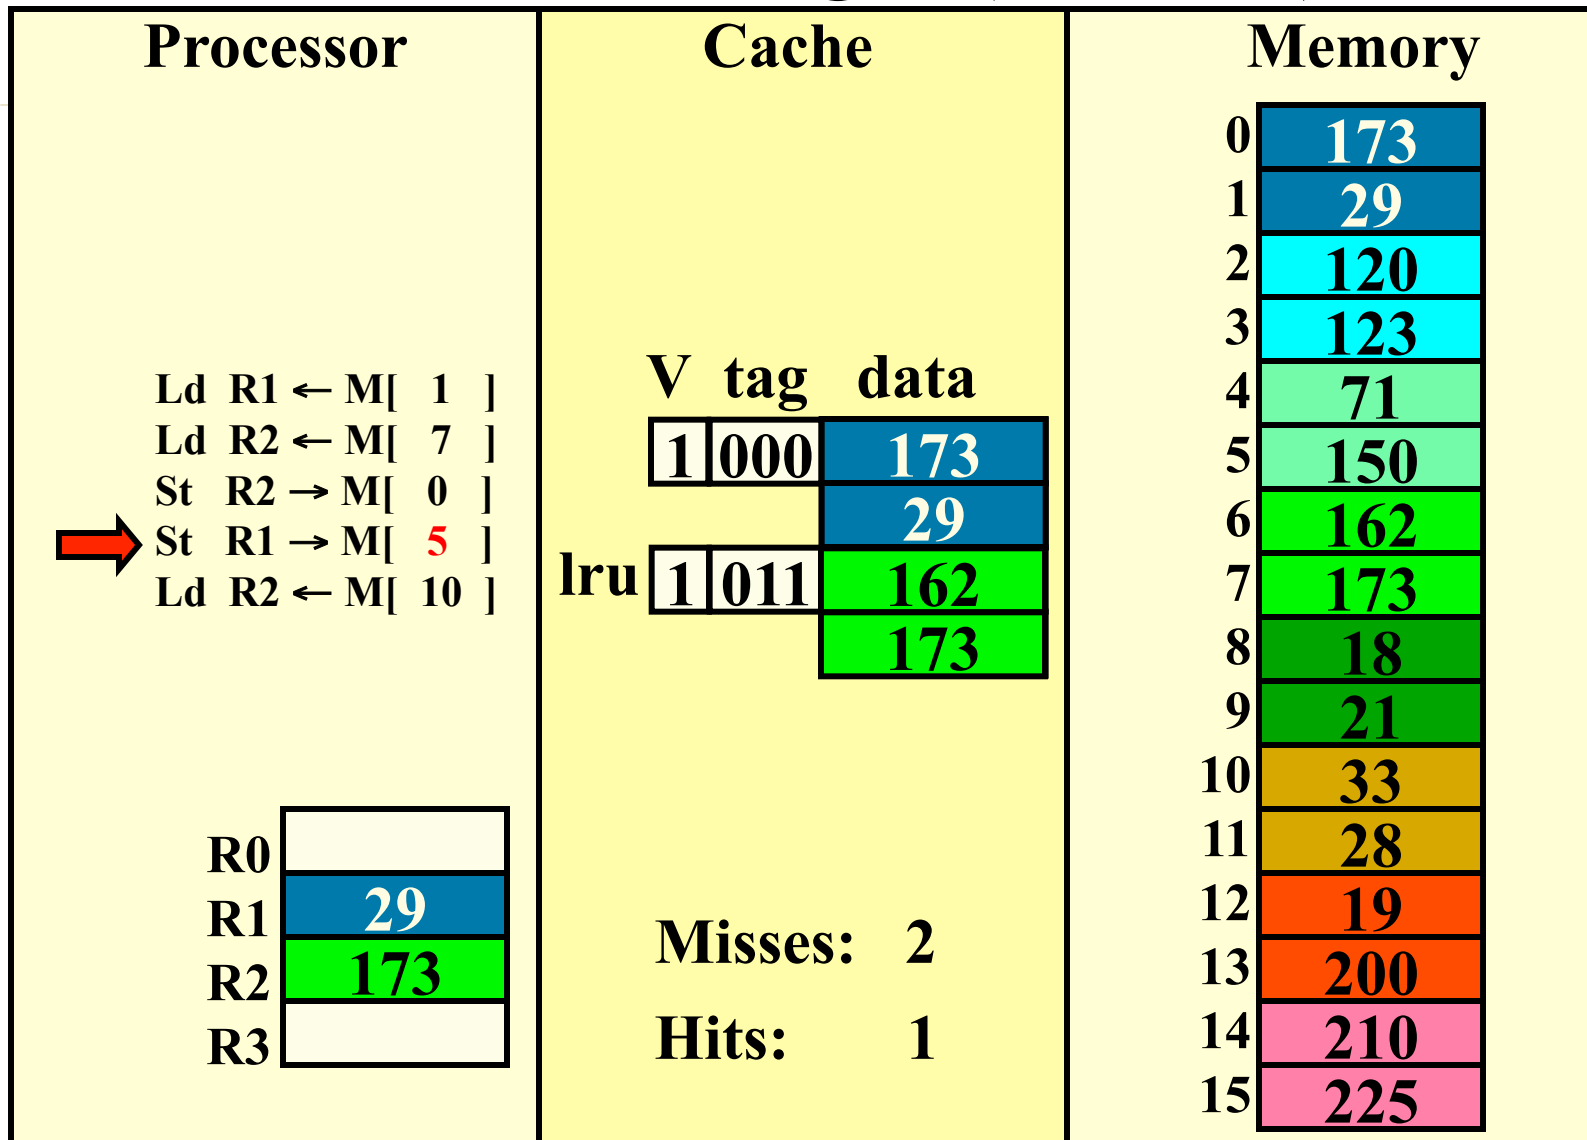 Processor
Ld R1 ← M[ 1 ]
Ld R2 ← M[ 7 ]
St R2 → M[ 0 ]
St R1 → M[ 5 ]
Ld R2 ← M[ 10 ]
R0
R1 29
R2 173
R3
Cache
V tag data
1 000 173
29
lru 1 011 162
173
Misses: 2
Hits: 1
Memory
0 173
1 29
2 120
3 123
4 71
5 150
6 162
7 173
8 18
9 21
10 33
11 28
12 19
13 200
14 210
15 225